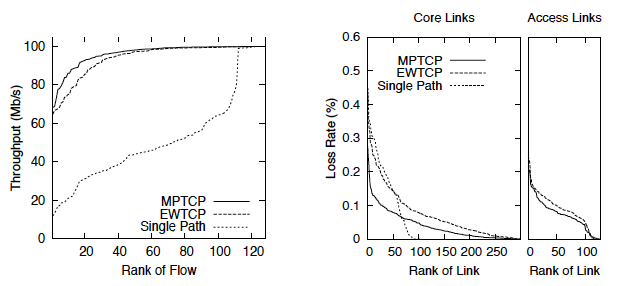 Core Links
Access Links
Throughput (Mb/s)
100
80
60
40
20
0
MPTCP
EWTCP
Single Path
20 40 60 80 100 120
Rank of Flow
Loss Rate (%)
0.6
0.5
0.4
0.3
0.2
0.1
0
MPTCP
EWTCP
Single Path
0 50 100 150 200 250
Rank of Link
0 50 100
Rank of Link